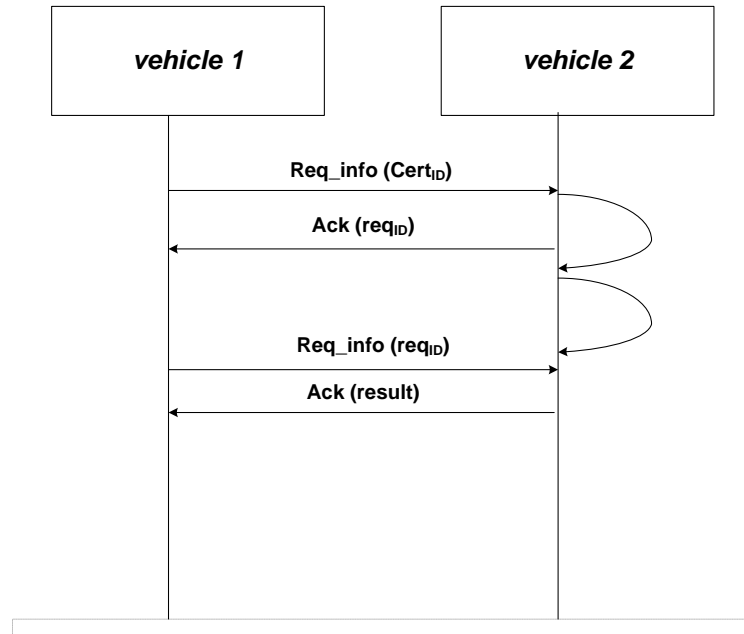 vehicle 1
vehicle 2
Req_info (CertID)
Ack (reqID)
Req_info (reqID)
Ack (result)